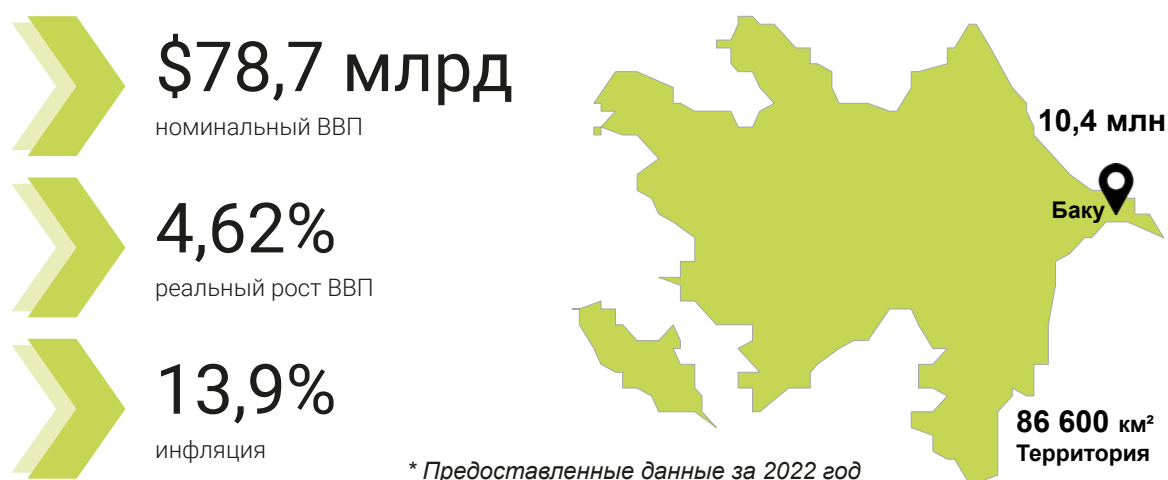 $78,7 млрд
номинальный ВВП
4,62%
реальный рост ВВП
13,9%
инфляция
10,4 млн
Баку
86 600 км²
Территория
* Предоставленные данные за 2022 год